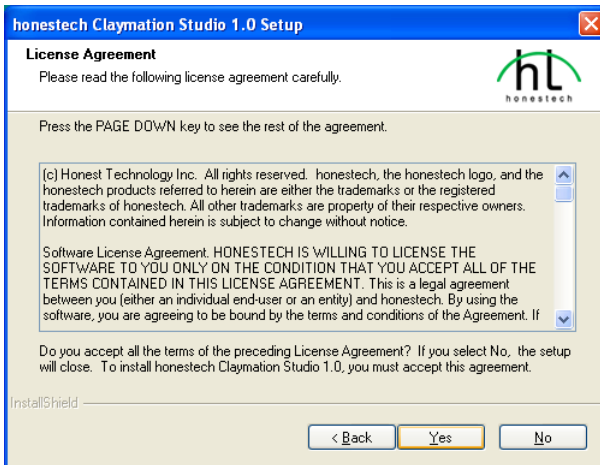 honestech Claymation Studio 1.0 Setup
License Agreement
Please read the following license agreement carefully.
ht
honestech
Press the PAGE DOWN key to see the rest of the agreement.
(c) Honest Technology Inc.  All rights reserved.  honestech, the honestech logo, and the
honestech products referred to herein are either the trademarks or the registered
trademarks of honestech. All other trademarks are property of their respective owners.
Information contained herein is subject to change without notice.
Software License Agreement. HONESTECH IS WILLING TO LICENSE THE
SOFTWARE TO YOU ONLY ON THE CONDITION THAT YOU ACCEPT ALL OF THE
TERMS CONTAINED IN THIS LICENSE AGREEMENT. This is a legal agreement
between you (either an individual end-user or an entity) and honestech. By using the
software, you are agreeing to be bound by the terms and conditions of the Agreement. If
Do you accept all the terms of the preceding License Agreement?  If you select No,  the setup
will close.  To install honestech Claymation Studio 1.0, you must accept this agreement.
InstallShield
< Back
Yes
No